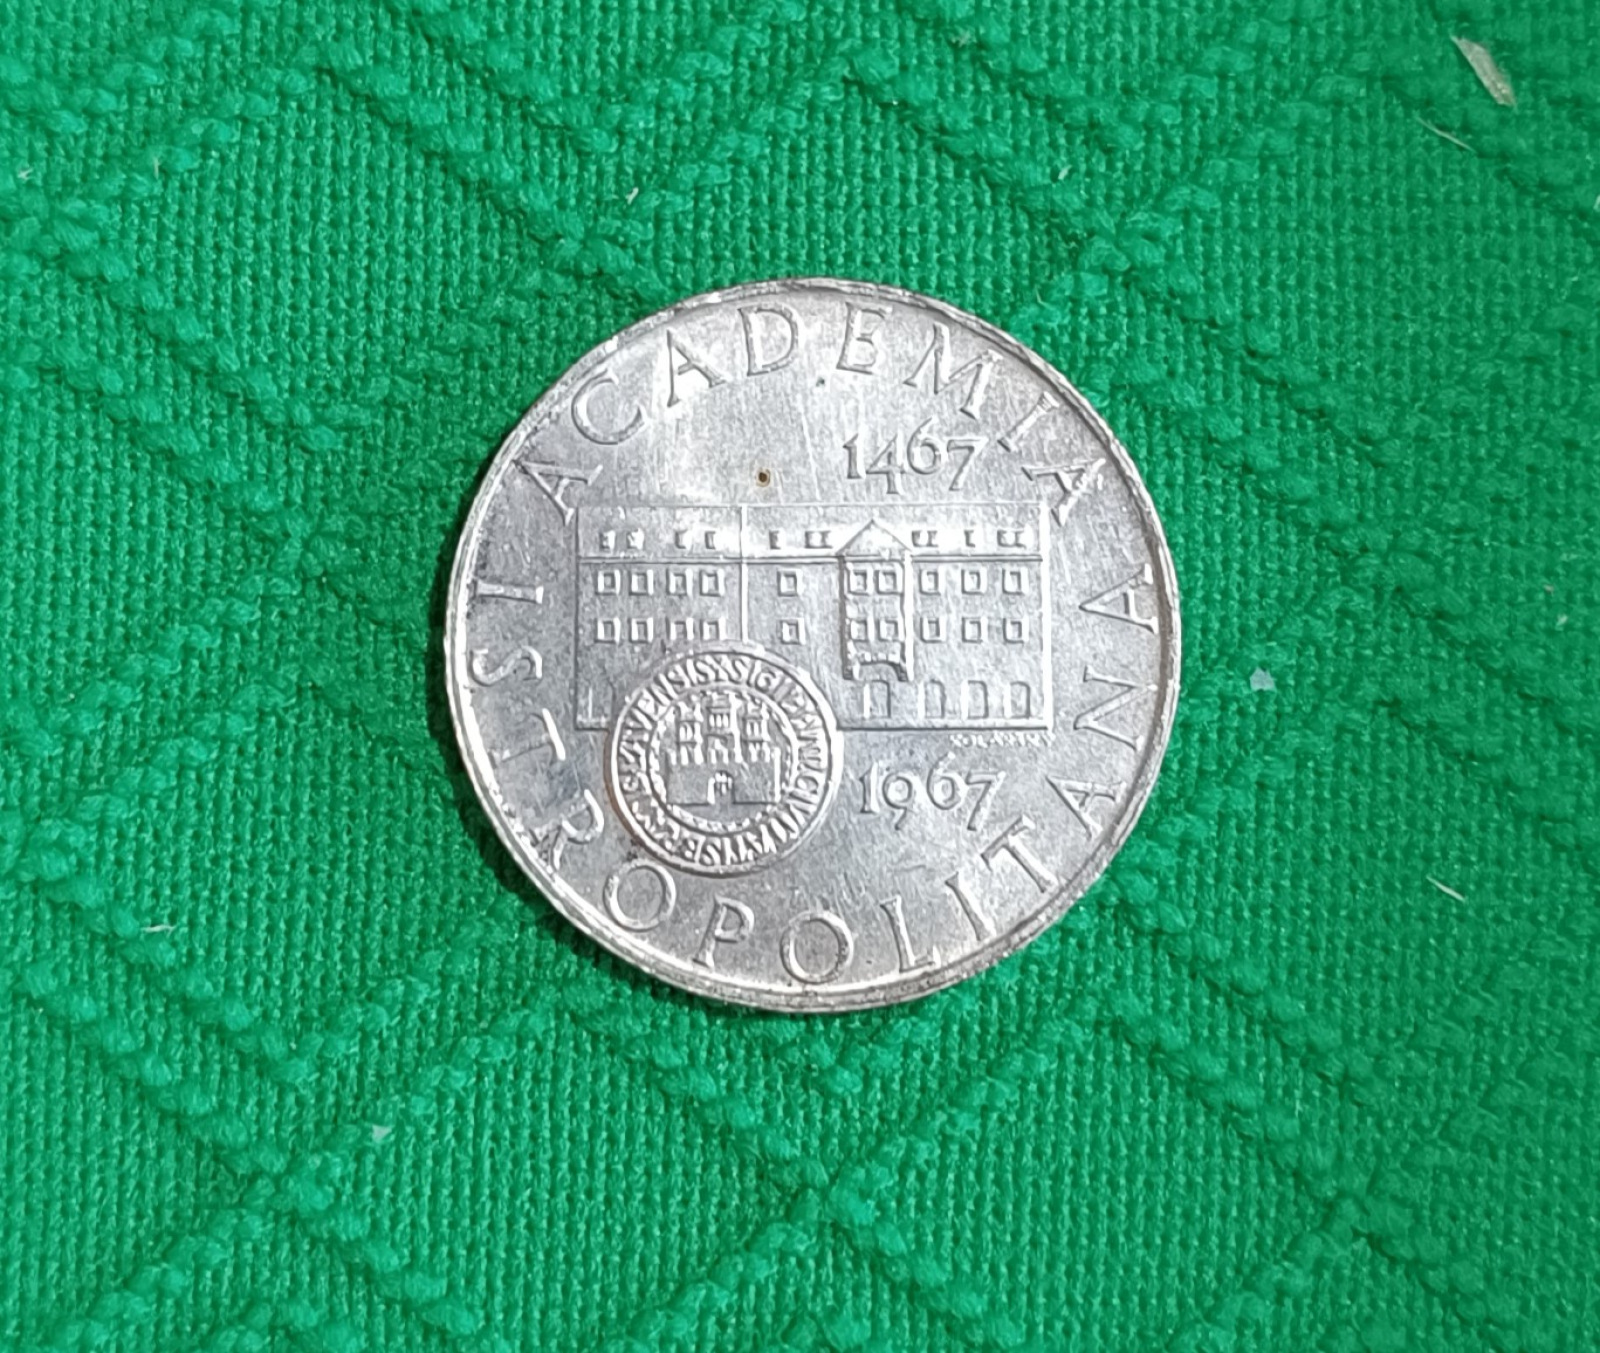 ACADEMIA
ISTROPOLITANA
1467
1967